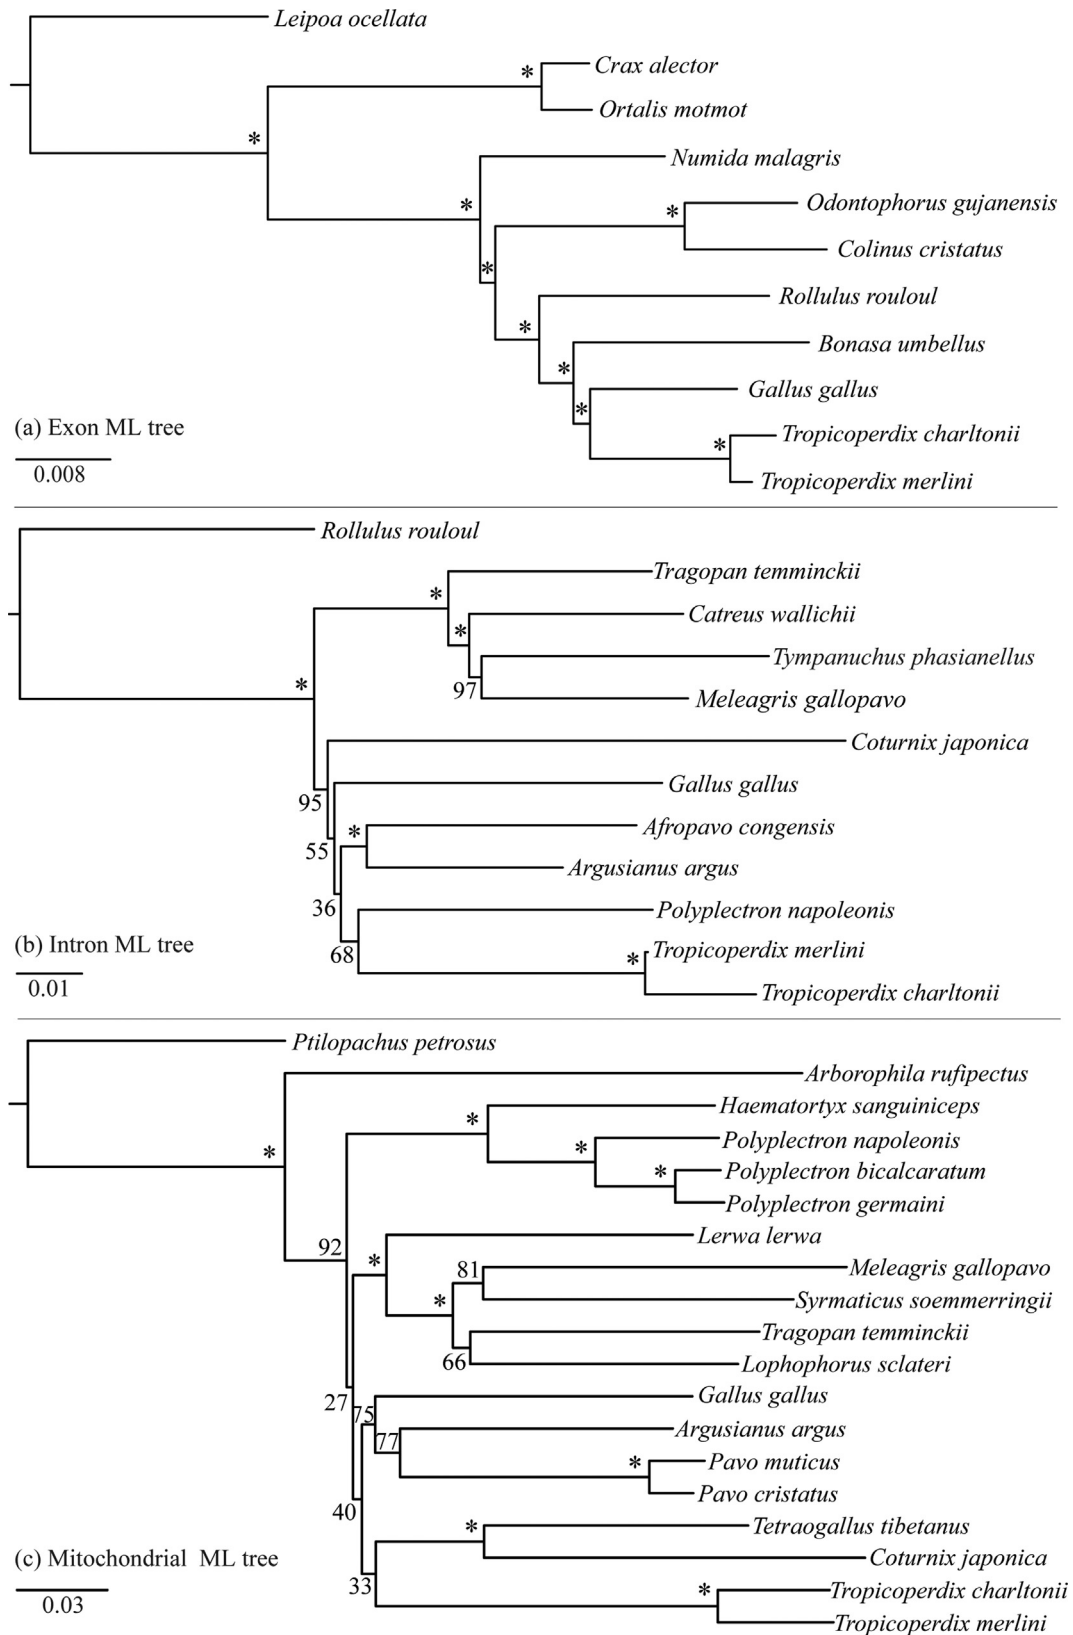 Leipoa ocellata
* Crax alector
Ortalis motmot
*
Numida malagris
*
Odontophorus gujanensis
*
Colinus cristatus
*
Rollulus rouloul
*
Bonasa umbellus
*
Gallus gallus
*
(a) Exon ML tree
Tropicoperdix charltonii
*
0.008
Tropicoperdix merlini
Rollulus rouloul
Tragopan temminckii
*
Catreus wallichii
*
Tympanuchus phasianellus
97
Meleagris gallopavo
*
Coturnix japonica
Gallus gallus
95
Afropavo congensis
*
55
Argusianus argus
36
Polyplectron napoleonis
(b) Intron ML tree
68
Tropicoperdix merlini
*
0.01
Tropicoperdix charltonii
Ptilopachus petrosus
Arborophila rufipectus
Haematortyx sanguiniceps
*
Polyplectron napoleonis
*
*
Polyplectron bicalcaratum
*
Polyplectron germaini
Lerwa lerwa
92
*
81
Meleagris gallopavo
*
Syrmaticus soemmerringii
Tragopan temminckii
66
Lophophorus sclateri
27
Gallus gallus
75
Argusianus argus
77
Pavo muticus
*
Pavo cristatus
40
Tetraogallus tibetanus
*
(c) Mitochondrial ML tree
Coturnix japonica
33
Tropicoperdix charltonii
*
0.03
Tropicoperdix merlini